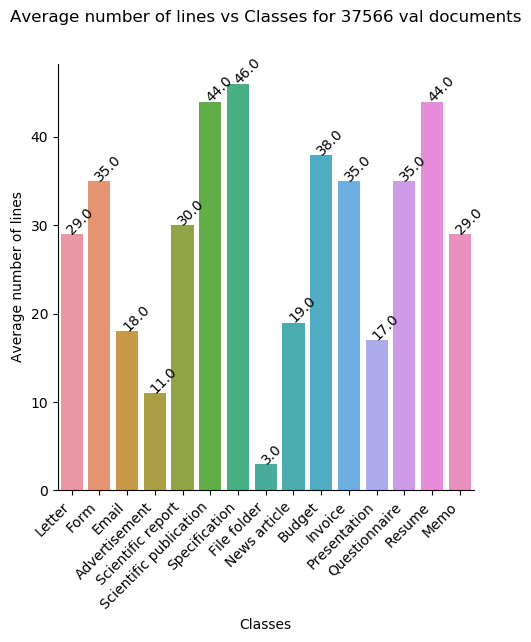 Average number of lines vs Classes for 37566 val documents
Average number of lines
40
30
20
10
0
29.0
35.0
18.0
11.0
30.0
44.0
46.0
3.0
19.0
38.0
35.0
17.0
35.0
44.0
29.0
Letter
Form
Email
Advertisement
Scientific report
Scientific publication
Specification
File folder
News article
Budget
Invoice
Presentation
Questionnaire
Resume
Memo
Classes